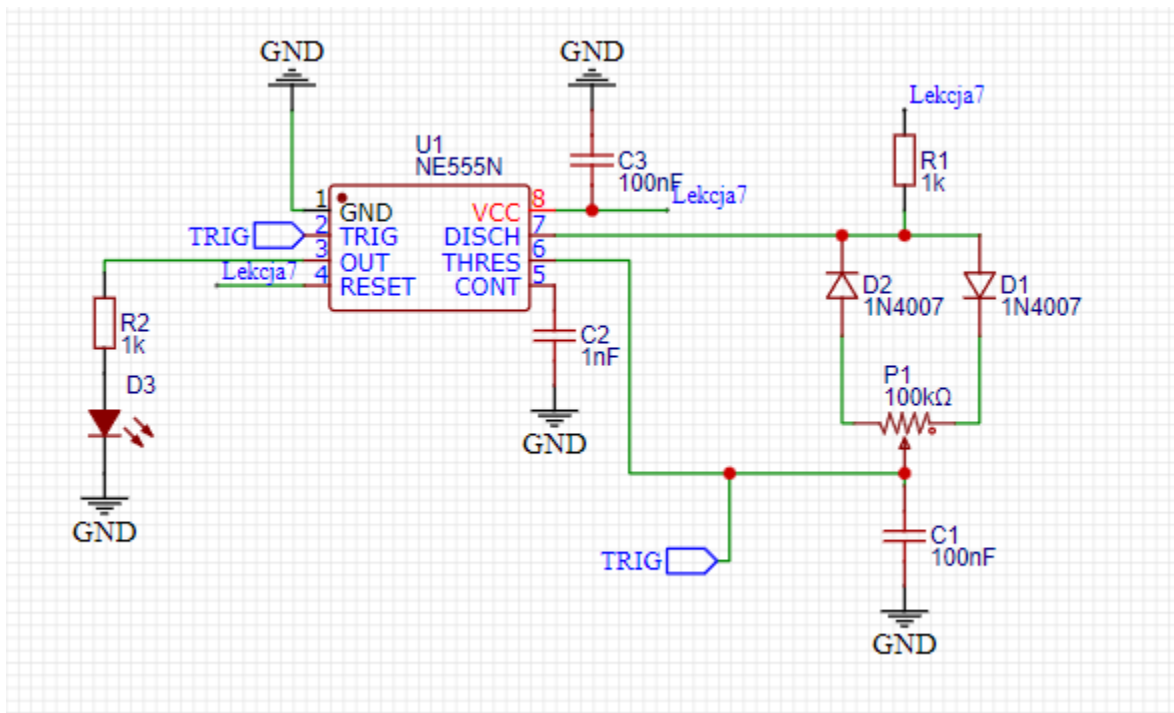 GND
GND
Lekcja7
U1
NE555N
C3
100nF
R1
1k
Lekcja7
1 GND
VCC 8
TRIG
2 TRIG
DISCH 7
3 OUT
THRES 6
Lekcja7
4 RESET
CONT 5
D2
1N4007
D1
1N4007
R2
1k
C2
1nF
D3
P1
100kΩ
GND
GND
TRIG
C1
100nF
GND